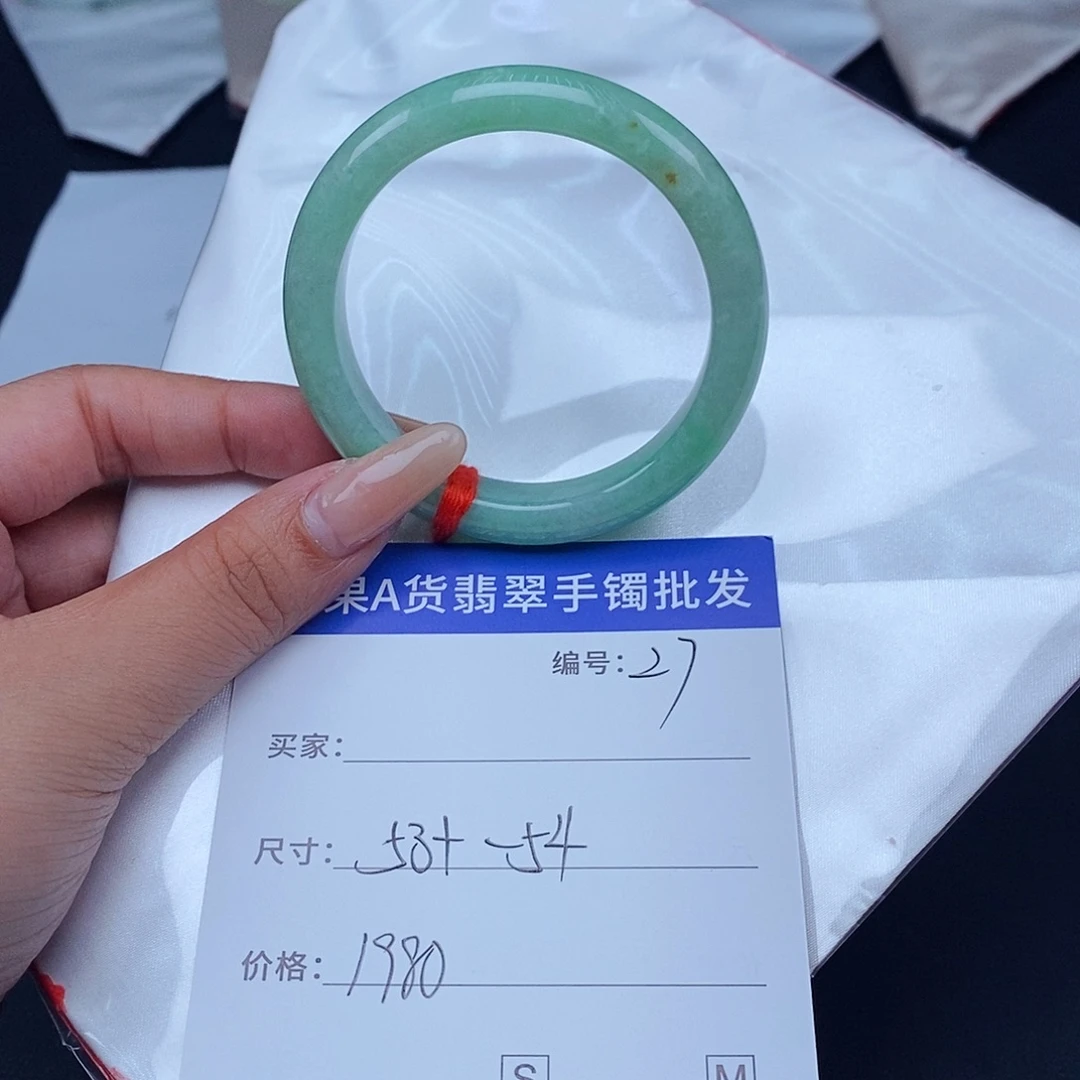 果A货翡翠手镯批发
编号：27
买家：
尺寸：53+-54
价格：1980
S M